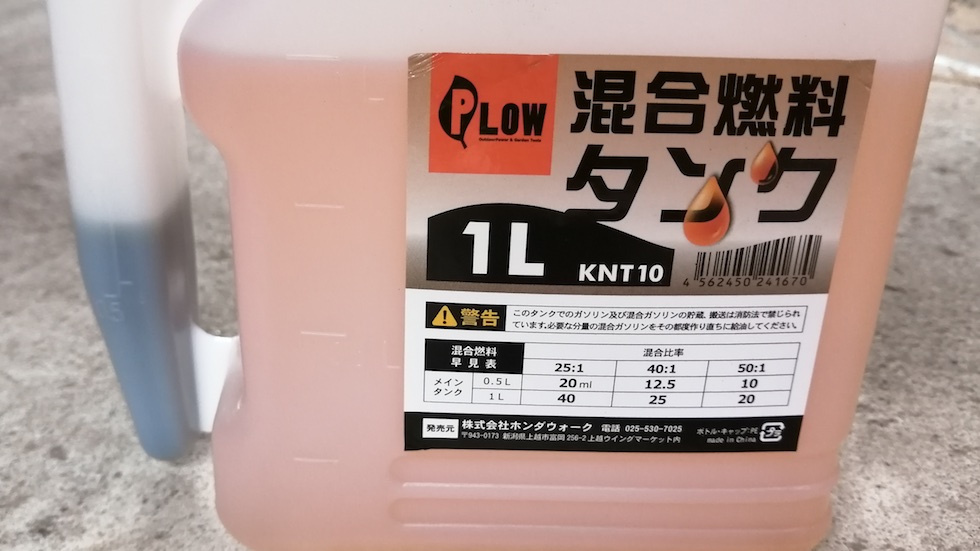 PLOW
Outdoor Power & Garden Tools
混合燃料
タンク
1L
KNT10
4 562450 241670
警告
このタンクでのガソリン及び混合ガソリンの貯蔵、搬送は消防法で禁じられ
ています。必要な分量の混合ガソリンをその都度作り直ちに給油してください。
混合燃料
早見表
混合比率
25:1 40:1 50:1
メイン
タンク
0.5L 20ml 12.5 10
1L 40 25 20
発売元 株式会社ホンダウォーク 電話 025-530-7025
〒943-0173 新潟県上越市富岡256-2 上越ウイングマーケット内
ボトル・キャップ:PE
made in China
プラ